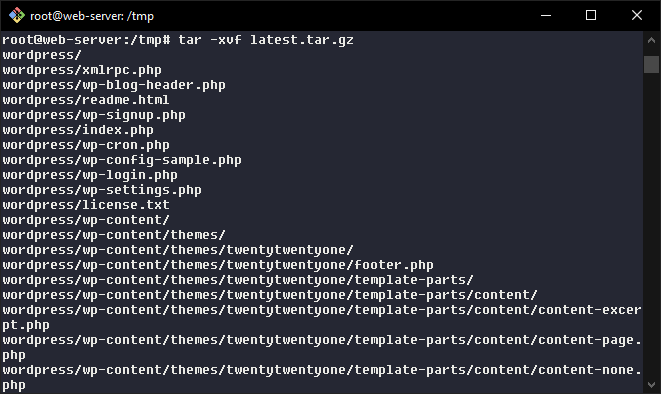 root@web-server: /tmp
root@web-server:/tmp# tar -xvf latest.tar.gz
wordpress/
wordpress/xmlrpc.php
wordpress/wp-blog-header.php
wordpress/readme.html
wordpress/wp-signup.php
wordpress/index.php
wordpress/wp-cron.php
wordpress/wp-config-sample.php
wordpress/wp-login.php
wordpress/wp-settings.php
wordpress/license.txt
wordpress/wp-content/
wordpress/wp-content/themes/
wordpress/wp-content/themes/twentytwentyone/
wordpress/wp-content/themes/twentytwentyone/footer.php
wordpress/wp-content/themes/twentytwentyone/template-parts/
wordpress/wp-content/themes/twentytwentyone/template-parts/content/
wordpress/wp-content/themes/twentytwentyone/template-parts/content/content-excer
pt.php
wordpress/wp-content/themes/twentytwentyone/template-parts/content/content-page.
php
wordpress/wp-content/themes/twentytwentyone/template-parts/content/content-none.
php